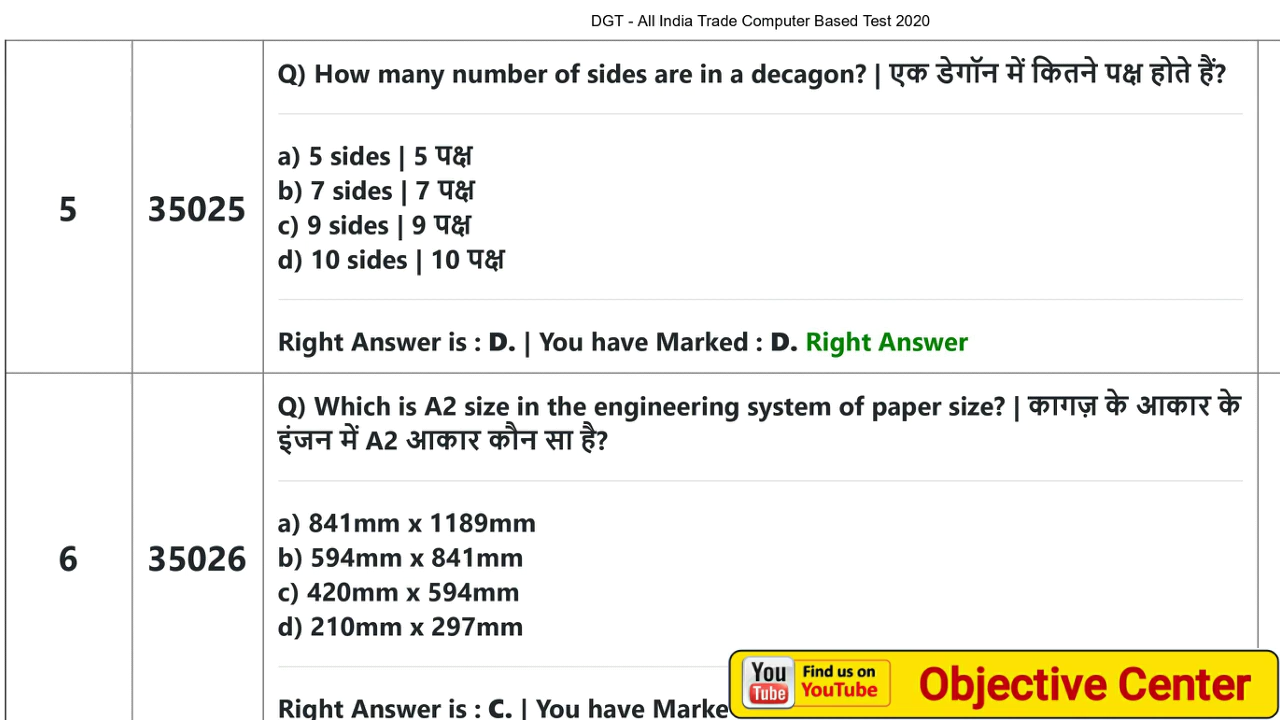 DGT - All India Trade Computer Based Test 2020
5
35025
Q) How many number of sides are in a decagon? | एक डेगॉन में कितने पक्ष होते हैं?
a) 5 sides | 5 पक्ष
b) 7 sides | 7 पक्ष
c) 9 sides | 9 पक्ष
d) 10 sides | 10 पक्ष
Right Answer is : D. | You have Marked : D. Right Answer
6
35026
Q) Which is A2 size in the engineering system of paper size? | कागज़ के आकार के
इंजन में A2 आकार कौन सा है?
a) 841mm x 1189mm
b) 594mm x 841mm
c) 420mm x 594mm
d) 210mm x 297mm
Right Answer is : C. | You have Marke
You
Tube
Find us on
YouTube
Objective Center